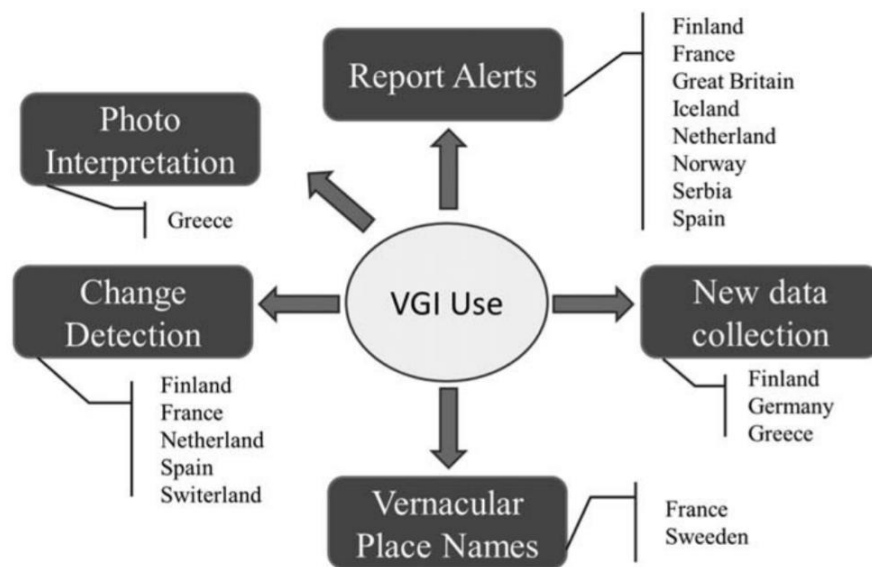 Report Alerts
Finland
France
Great Britain
Iceland
Netherland
Norway
Serbia
Spain
Photo
Interpretation
Greece
Change
Detection
Finland
France
Netherland
Spain
Switerland
VGI Use
New data
collection
Finland
Germany
Greece
Vernacular
Place Names
France
Sweeden